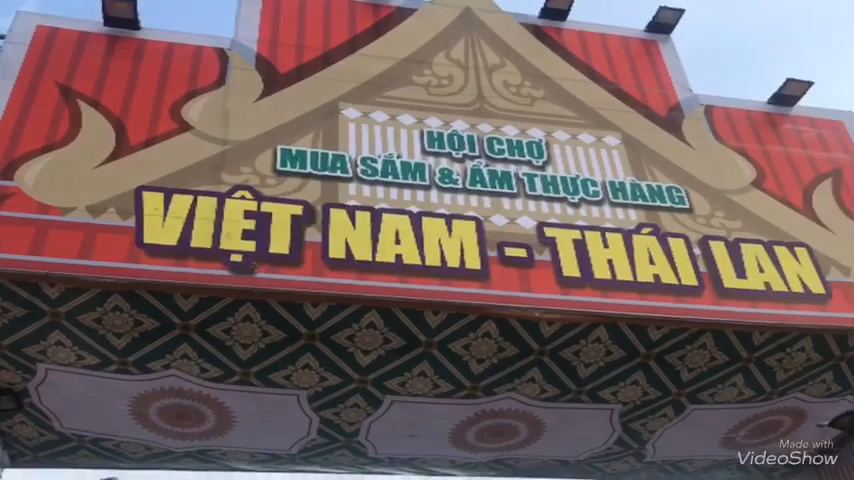 HỘI CHỢ
MUA SẮM & ẨM THỰC HÀNG
VIỆT NAM - THÁI LAN
Made with
VideoShow